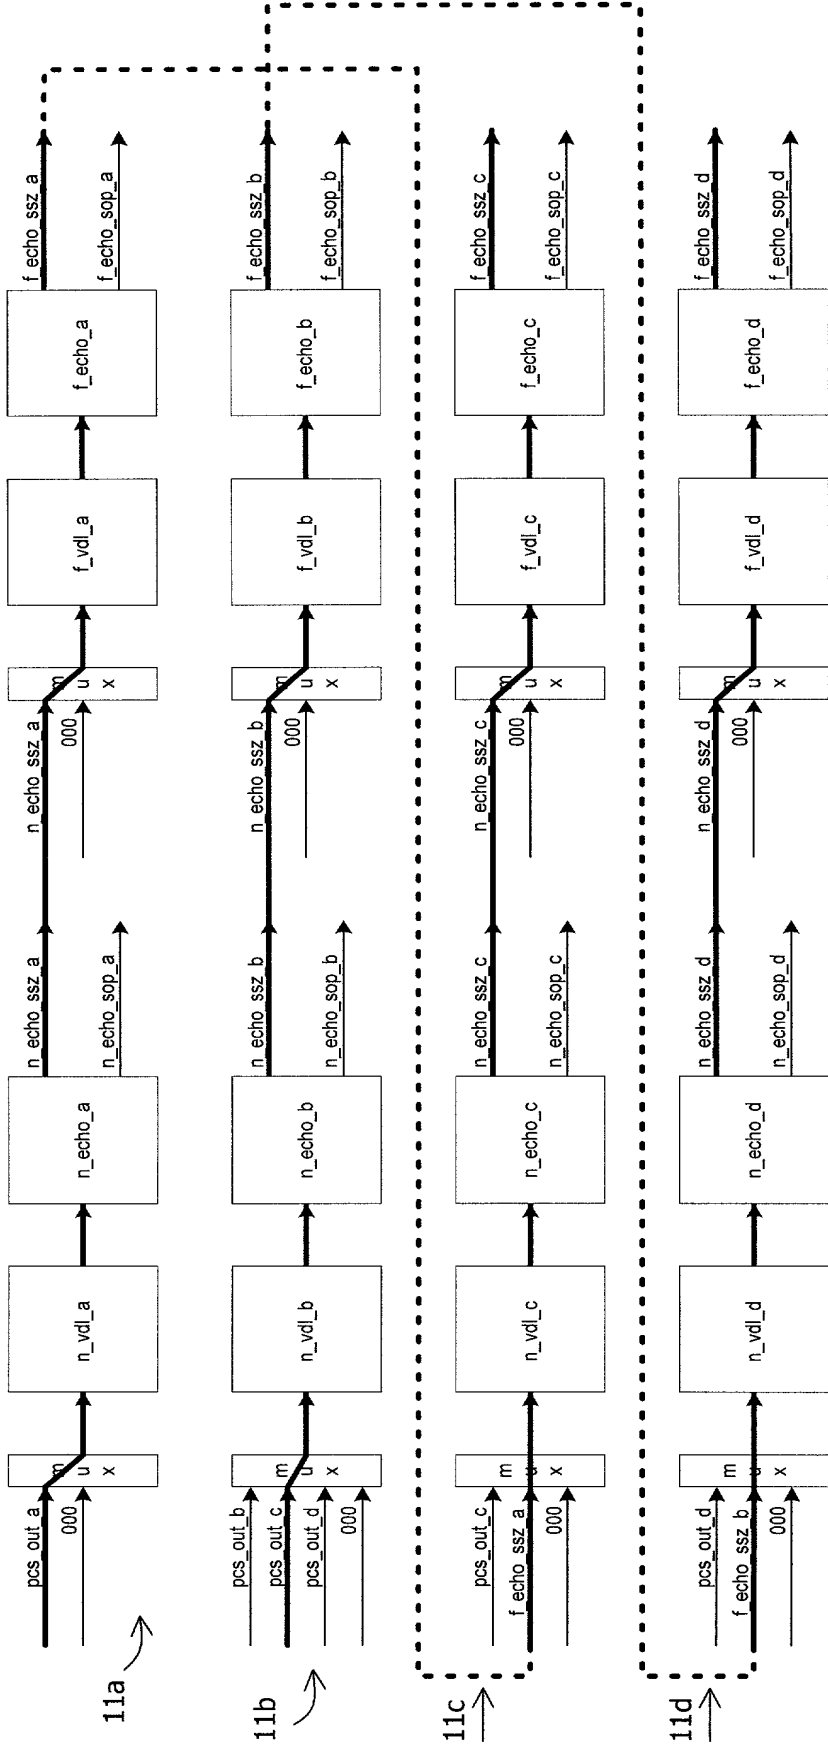 11a
pcs_out_a
000
m
u
x
n_vdl_a
n_echo_a
n_echo_ssz_a
n_echo_sop_a
n_echo_ssz_a
000
m
u
x
f_vdl_a
f_echo_a
f_echo_ssz_a
f_echo_sop_a
11b
pcs_out_b
pcs_out_c
pcs_out_d
000
m
u
x
n_vdl_b
n_echo_b
n_echo_ssz_b
n_echo_sop_b
n_echo_ssz_b
000
m
u
x
f_vdl_b
f_echo_b
f_echo_ssz_b
f_echo_sop_b
11c
pcs_out_c
f_echo_ssz_a
000
m
u
x
n_vdl_c
n_echo_c
n_echo_ssz_c
n_echo_sop_c
n_echo_ssz_c
000
m
u
x
f_vdl_c
f_echo_c
f_echo_ssz_c
f_echo_sop_c
11d
pcs_out_d
f_echo_ssz_b
000
m
u
x
n_vdl_d
n_echo_d
n_echo_ssz_d
n_echo_sop_d
n_echo_ssz_d
000
m
u
x
f_vdl_d
f_echo_d
f_echo_ssz_d
f_echo_sop_d